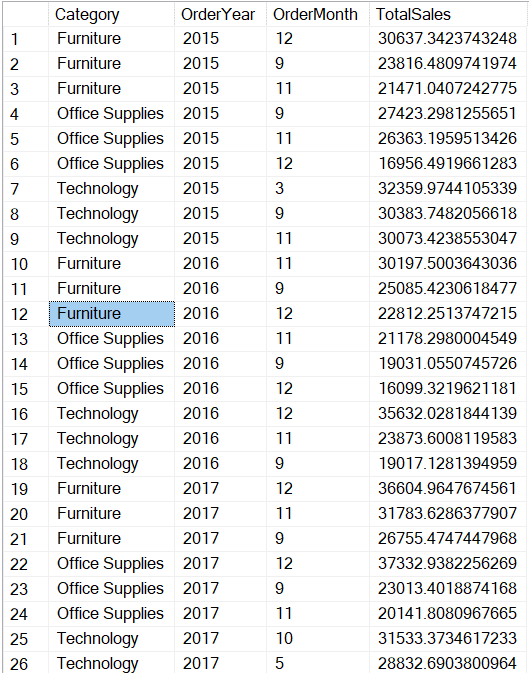 Category OrderYear OrderMonth TotalSales
1 Furniture 2015 12 30637.3423743248
2 Furniture 2015 9 23816.4809741974
3 Furniture 2015 11 21471.0407242775
4 Office Supplies 2015 9 27423.2981255651
5 Office Supplies 2015 11 26363.1959513426
6 Office Supplies 2015 12 16956.4919661283
7 Technology 2015 3 32359.9744105339
8 Technology 2015 9 30383.7482056618
9 Technology 2015 11 30073.4238553047
10 Furniture 2016 11 30197.5003643036
11 Furniture 2016 9 25085.4230618477
12 Furniture 2016 12 22812.2513747215
13 Office Supplies 2016 11 21178.2980004549
14 Office Supplies 2016 9 19031.0550745726
15 Office Supplies 2016 12 16099.3219621181
16 Technology 2016 12 35632.0281844139
17 Technology 2016 11 23873.6008119583
18 Technology 2016 9 19017.1281394959
19 Furniture 2017 12 36604.9647674561
20 Furniture 2017 11 31783.6286377907
21 Furniture 2017 9 26755.4747447968
22 Office Supplies 2017 12 37332.9382256269
23 Office Supplies 2017 9 23013.4018874168
24 Office Supplies 2017 11 20141.8080967665
25 Technology 2017 10 31533.3734617233
26 Technology 2017 5 28832.6903800964